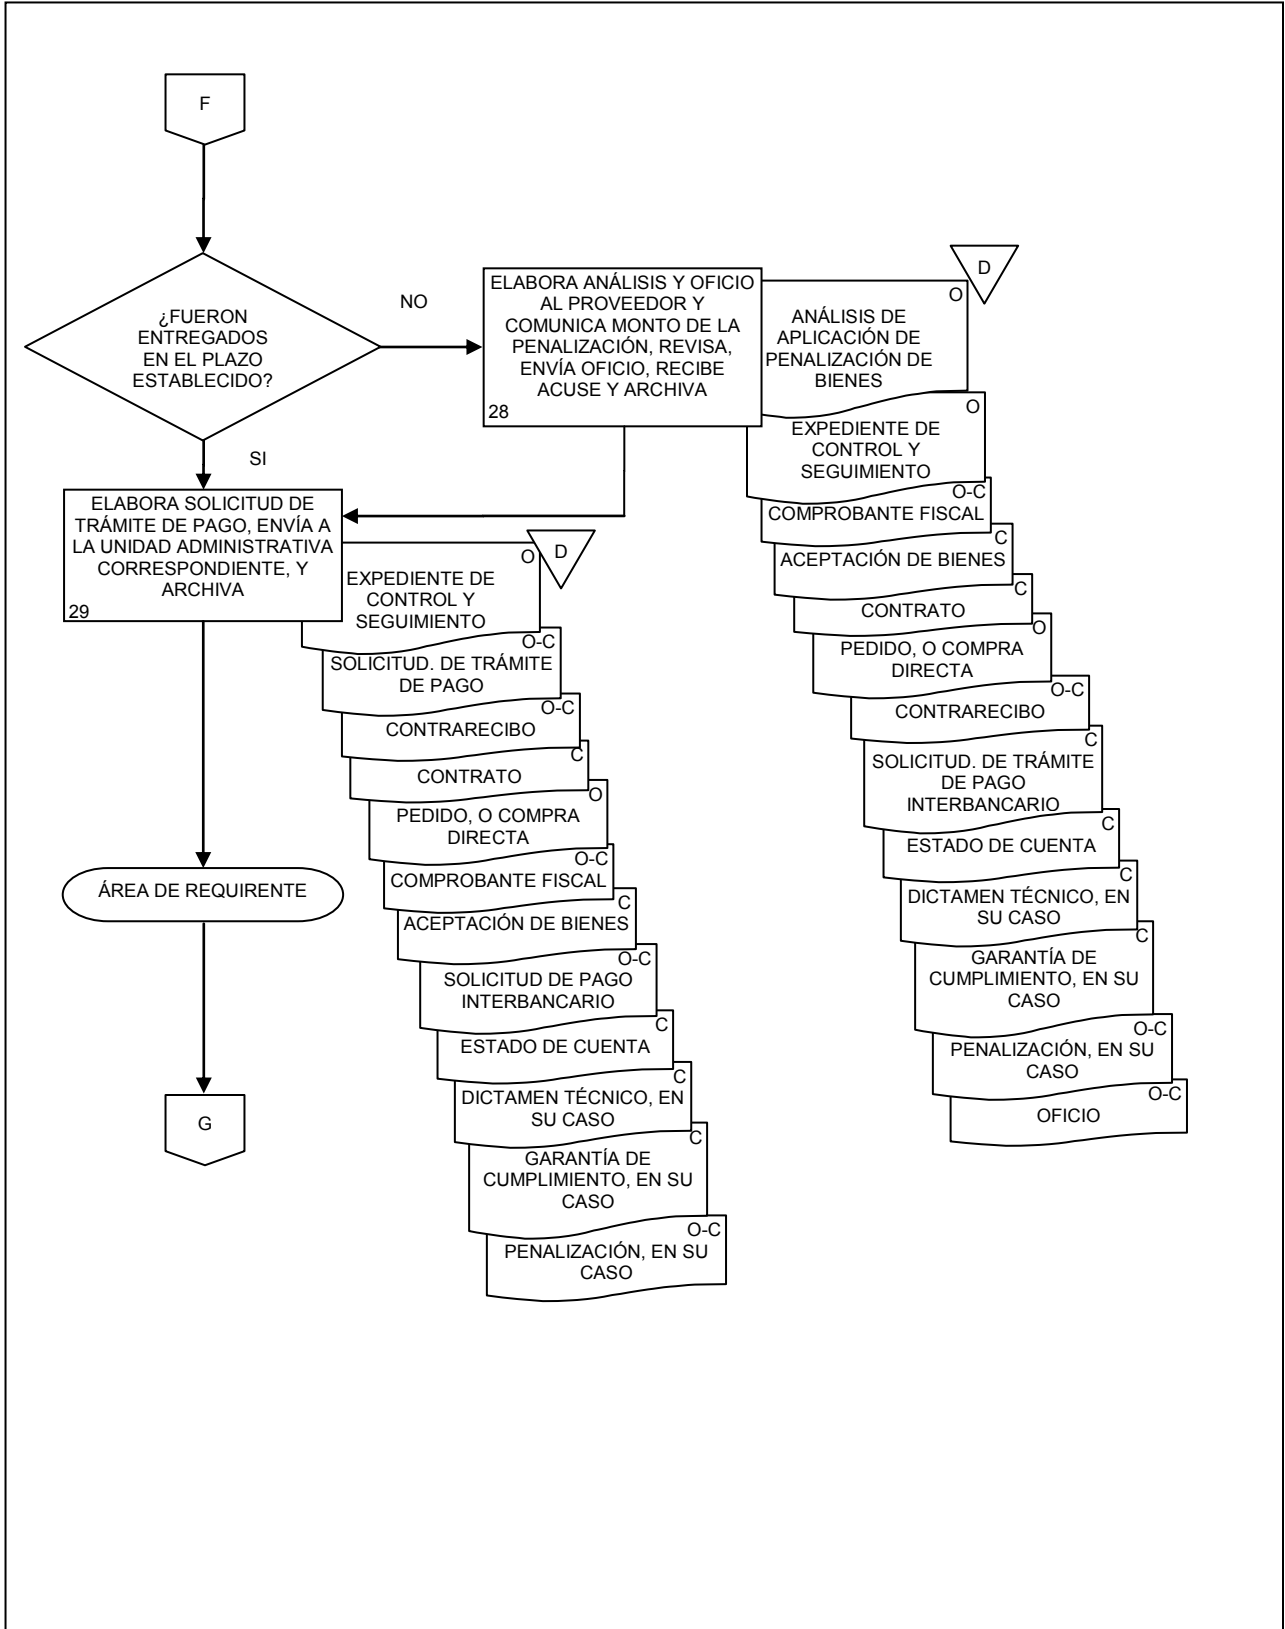 F
¿FUERON
ENTREGADOS
EN EL PLAZO
ESTABLECIDO?
NO
SI
ELABORA ANÁLISIS Y OFICIO
AL PROVEEDOR Y
COMUNICA MONTO DE LA
PENALIZACIÓN, REVISA,
ENVÍA OFICIO, RECIBE
ACUSE Y ARCHIVA
28
D
O
ANÁLISIS DE
APLICACIÓN DE
PENALIZACIÓN DE
BIENES
O
EXPEDIENTE DE
CONTROL Y
SEGUIMIENTO
O-C
COMPROBANTE FISCAL
C
ACEPTACIÓN DE BIENES
C
CONTRATO
O
PEDIDO, O COMPRA
DIRECTA
O-C
CONTRARECIBO
C
SOLICITUD. DE TRÁMITE
DE PAGO
INTERBANCARIO
C
ESTADO DE CUENTA
C
DICTAMEN TÉCNICO, EN
SU CASO
C
GARANTÍA DE
CUMPLIMIENTO, EN SU
CASO
O-C
PENALIZACIÓN, EN SU
CASO
O-C
OFICIO
ELABORA SOLICITUD DE
TRÁMITE DE PAGO, ENVÍA A
LA UNIDAD ADMINISTRATIVA
CORRESPONDIENTE, Y
ARCHIVA
29
D
O
EXPEDIENTE DE
CONTROL Y
SEGUIMIENTO
O-C
SOLICITUD. DE TRÁMITE
DE PAGO
O-C
CONTRARECIBO
C
CONTRATO
O
PEDIDO, O COMPRA
DIRECTA
O-C
COMPROBANTE FISCAL
C
ACEPTACIÓN DE BIENES
O-C
SOLICITUD DE PAGO
INTERBANCARIO
C
ESTADO DE CUENTA
C
DICTAMEN TÉCNICO, EN
SU CASO
C
GARANTÍA DE
CUMPLIMIENTO, EN SU
CASO
O-C
PENALIZACIÓN, EN SU
CASO
ÁREA DE REQUIRENTE
G